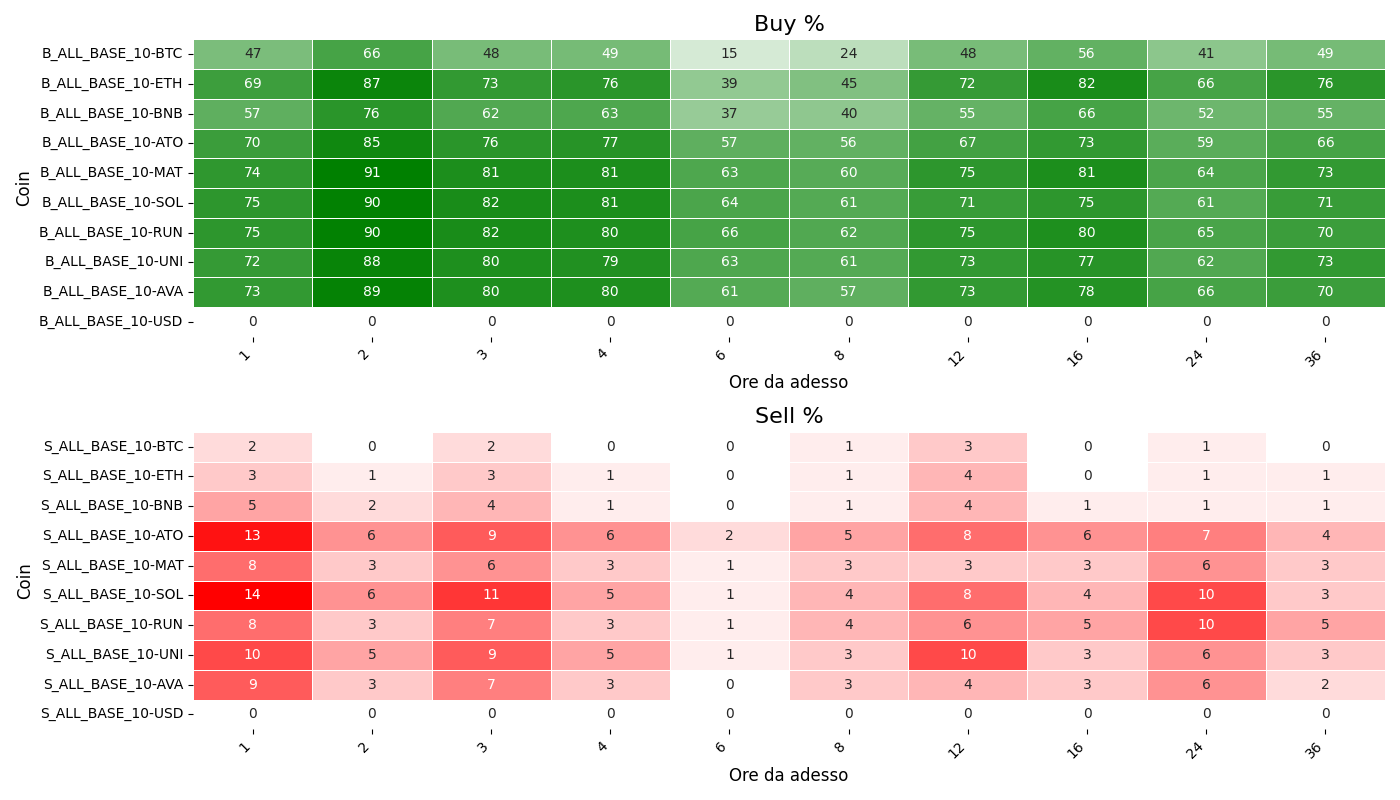 Buy %
Coin
B_ALL_BASE_10-BTC 47 66 48 49 15 24 48 56 41 49
B_ALL_BASE_10-ETH 69 87 73 76 39 45 72 82 66 76
B_ALL_BASE_10-BNB 57 76 62 63 37 40 55 66 52 55
B_ALL_BASE_10-ATO 70 85 76 77 57 56 67 73 59 66
B_ALL_BASE_10-MAT 74 91 81 81 63 60 75 81 64 73
B_ALL_BASE_10-SOL 75 90 82 81 64 61 71 75 61 71
B_ALL_BASE_10-RUN 75 90 82 80 66 62 75 80 65 70
B_ALL_BASE_10-UNI 72 88 80 79 63 61 73 77 62 73
B_ALL_BASE_10-AVA 73 89 80 80 61 57 73 78 66 70
B_ALL_BASE_10-USD 0 0 0 0 0 0 0 0 0 0
1 2 3 4 6 8 12 16 24 36
Ore da adesso
Sell %
Coin
S_ALL_BASE_10-BTC 2 0 2 0 0 1 3 0 1 0
S_ALL_BASE_10-ETH 3 1 3 1 0 1 4 0 1 1
S_ALL_BASE_10-BNB 5 2 4 1 0 1 4 1 1 1
S_ALL_BASE_10-ATO 13 6 9 6 2 5 8 6 7 4
S_ALL_BASE_10-MAT 8 3 6 3 1 3 3 3 6 3
S_ALL_BASE_10-SOL 14 6 11 5 1 4 8 4 10 3
S_ALL_BASE_10-RUN 8 3 7 3 1 4 6 5 10 5
S_ALL_BASE_10-UNI 10 5 9 5 1 3 10 3 6 3
S_ALL_BASE_10-AVA 9 3 7 3 0 3 4 3 6 2
S_ALL_BASE_10-USD 0 0 0 0 0 0 0 0 0 0
1 2 3 4 6 8 12 16 24 36
Ore da adesso